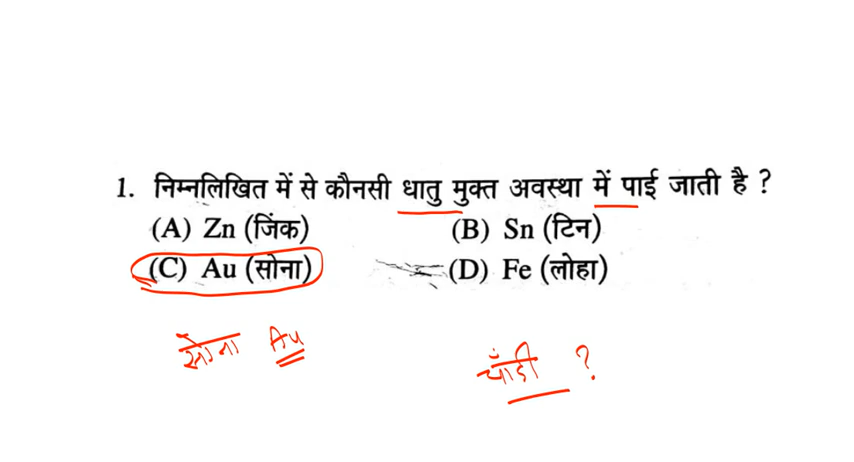 1. निम्नलिखित में से कौनसी धातु मुक्त अवस्था में पाई जाती है ?
(A) Zn (जिंक) (B) Sn (टिन)
(C) Au (सोना) (D) Fe (लोहा)
सोना Au चाँदी ?